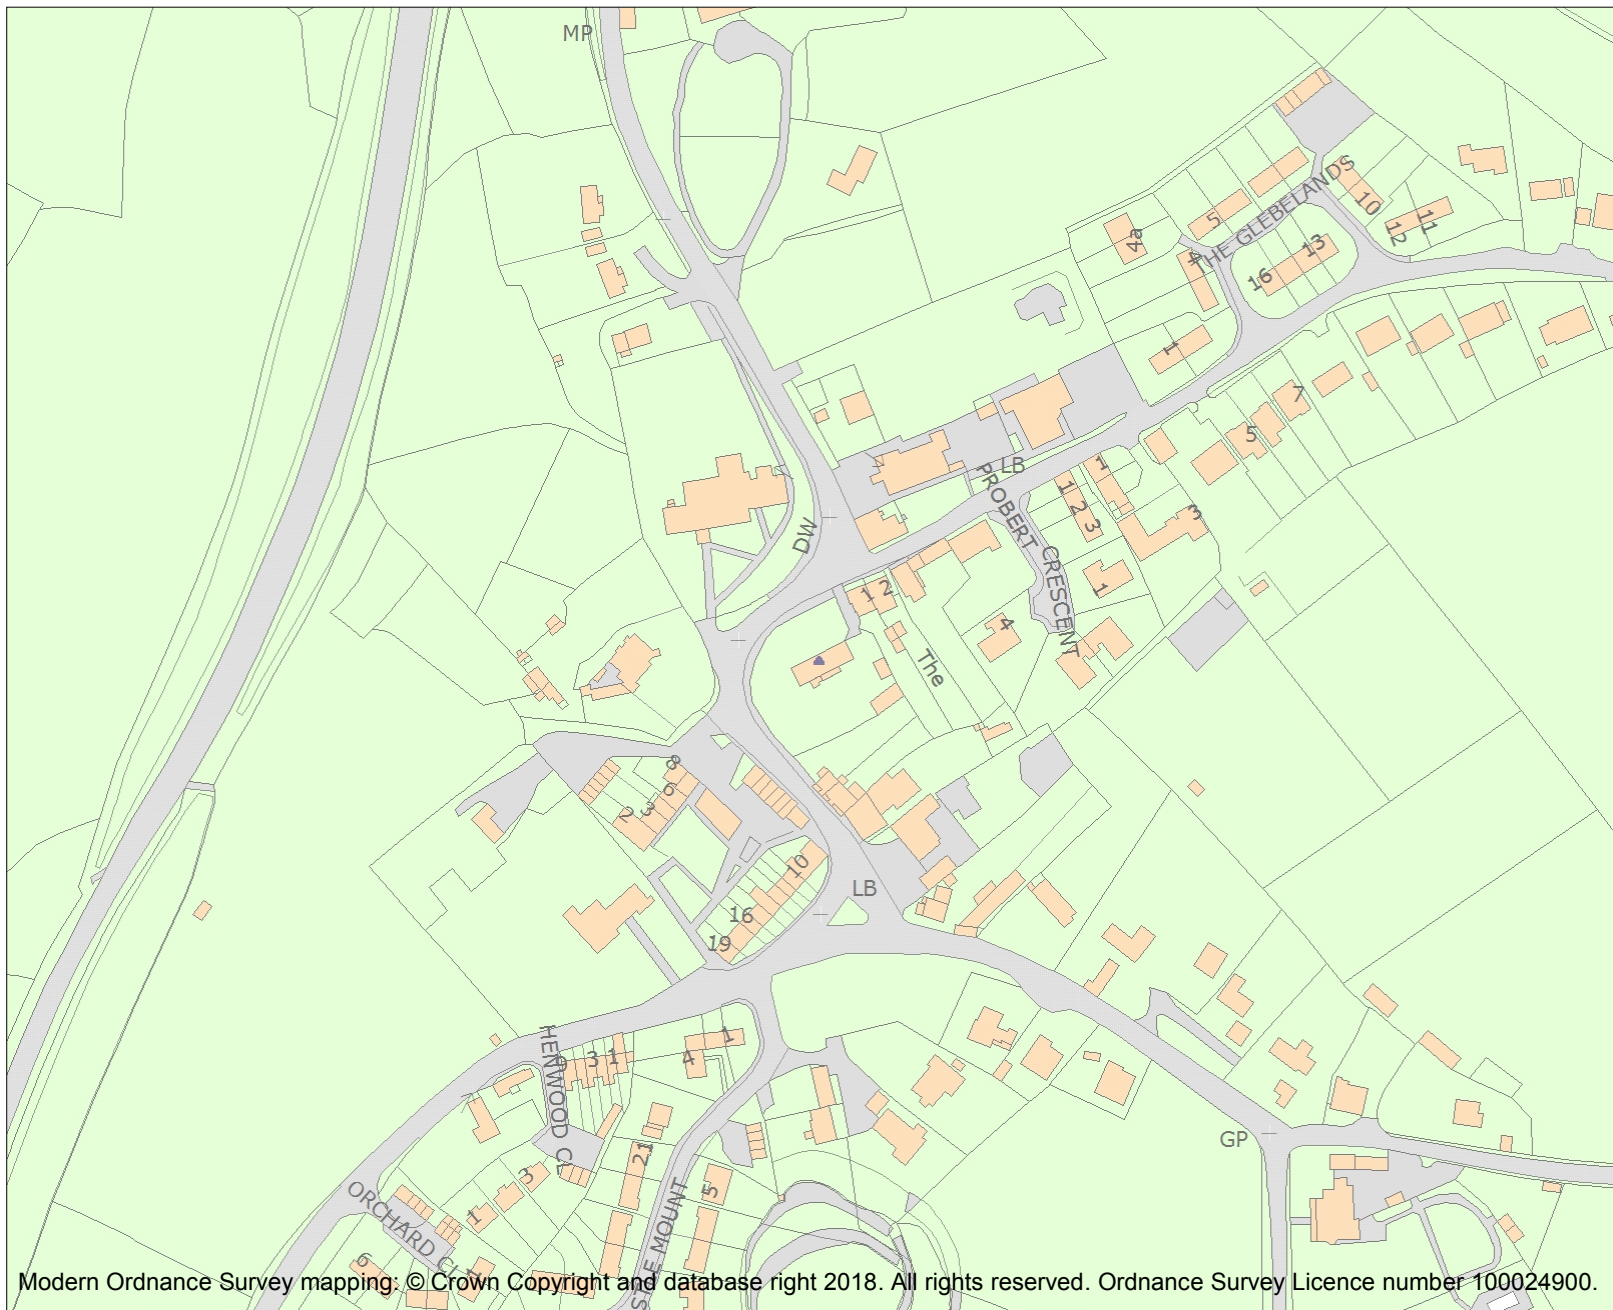 MP
THE GLEBELANDS
10
11
12
5
4a
4
13
16
1
7
5
LB
PROBERT CRESCENT
1
1
2
3
3
DW
1
1 2
4
The
8
6
3
2
10
LB
16
19
HENWOOD CL
3 1
1
4
GP
21
3
5
1
ORCHARD CL
6
STLE MOUNT
Modern Ordnance Survey mapping: © Crown Copyright and database right 2018. All rights reserved. Ordnance Survey Licence number 100024900.